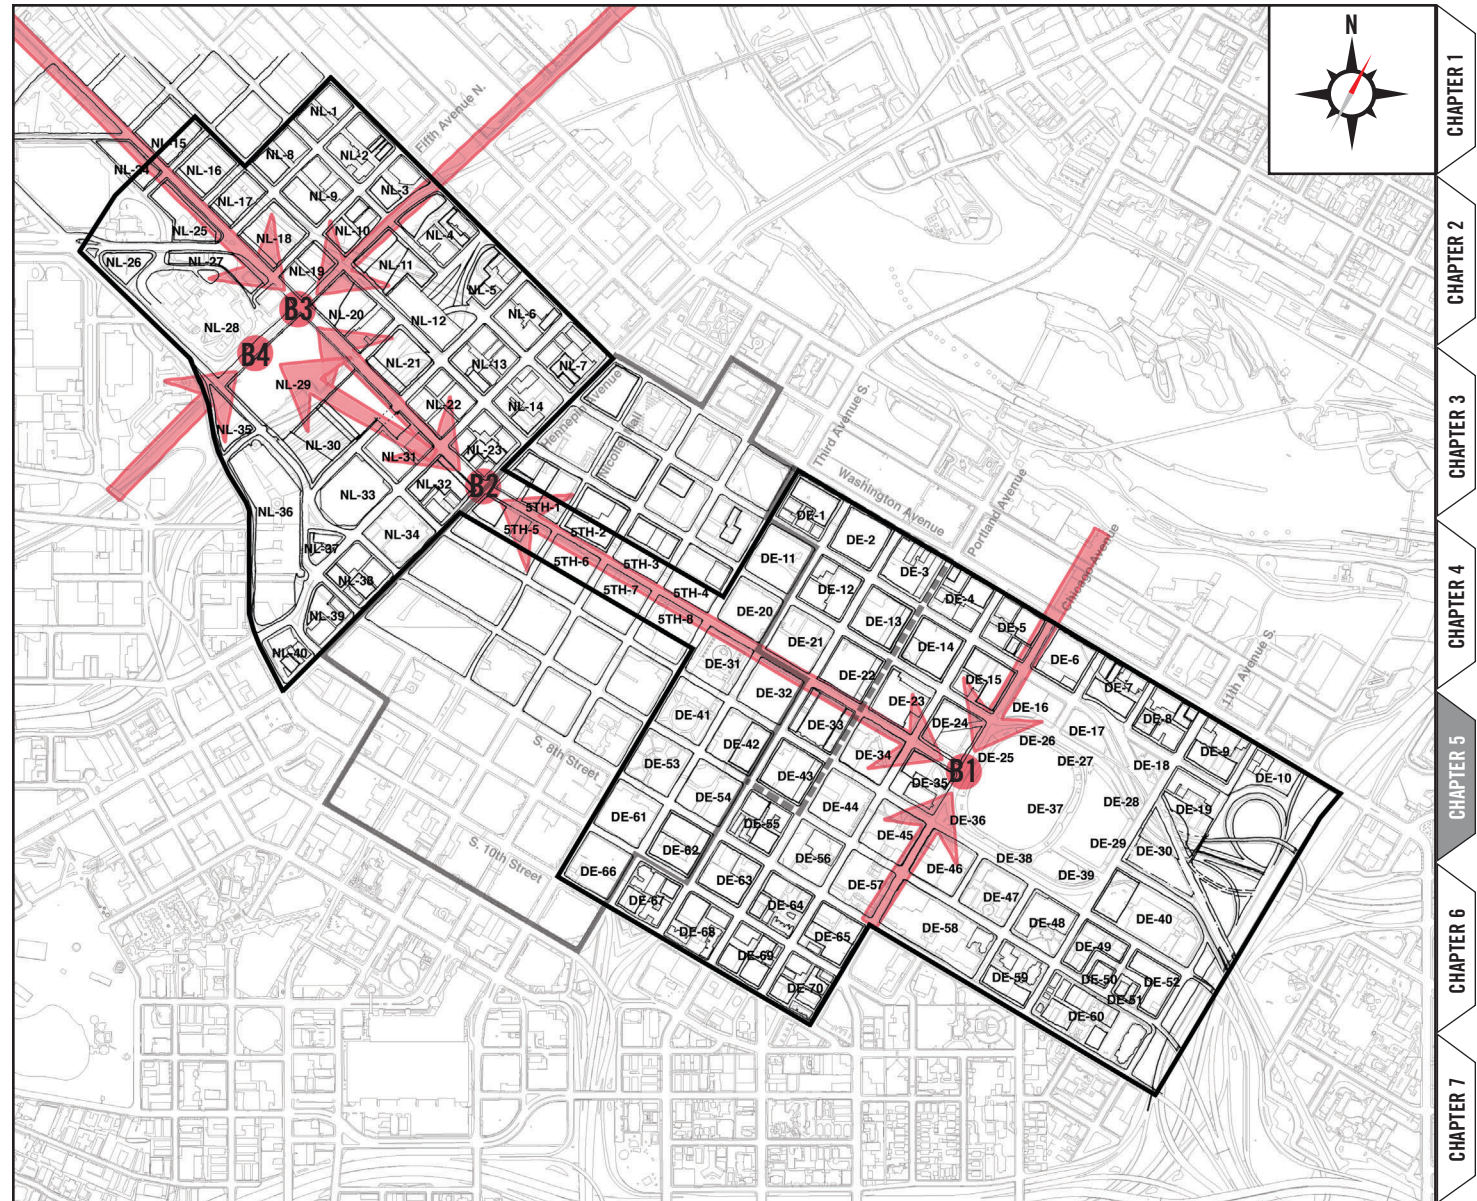 N
CHAPTER 1
CHAPTER 2
CHAPTER 3
CHAPTER 4
CHAPTER 5
CHAPTER 6
CHAPTER 7
Fifth Avenue N.
Hennepin Avenue
Nicollet Mall
Third Avenue S.
Washington Avenue
Portland Avenue
Chicago Avenue
11th Avenue S.
S. 8th Street
S. 10th Street
B1
B2
B3
B4
NL-1
NL-2
NL-3
NL-4
NL-5
NL-6
NL-7
NL-8
NL-9
NL-10
NL-11
NL-12
NL-13
NL-14
NL-15
NL-16
NL-17
NL-18
NL-19
NL-20
NL-21
NL-22
NL-23
NL-24
NL-25
NL-26
NL-27
NL-28
NL-29
NL-30
NL-31
NL-32
NL-33
NL-34
NL-35
NL-36
NL-37
NL-38
NL-39
NL-40
5TH-1
5TH-2
5TH-3
5TH-4
5TH-5
5TH-6
5TH-7
5TH-8
DE-1
DE-2
DE-3
DE-4
DE-5
DE-6
DE-7
DE-8
DE-9
DE-10
DE-11
DE-12
DE-13
DE-14
DE-15
DE-16
DE-17
DE-18
DE-19
DE-20
DE-21
DE-22
DE-23
DE-24
DE-25
DE-26
DE-27
DE-28
DE-29
DE-30
DE-31
DE-32
DE-33
DE-34
DE-35
DE-36
DE-37
DE-38
DE-39
DE-40
DE-41
DE-42
DE-43
DE-44
DE-45
DE-46
DE-47
DE-48
DE-49
DE-50
DE-51
DE-52
DE-53
DE-54
DE-55
DE-56
DE-57
DE-58
DE-59
DE-60
DE-61
DE-62
DE-63
DE-64
DE-65
DE-66
DE-67
DE-68
DE-69
DE-70